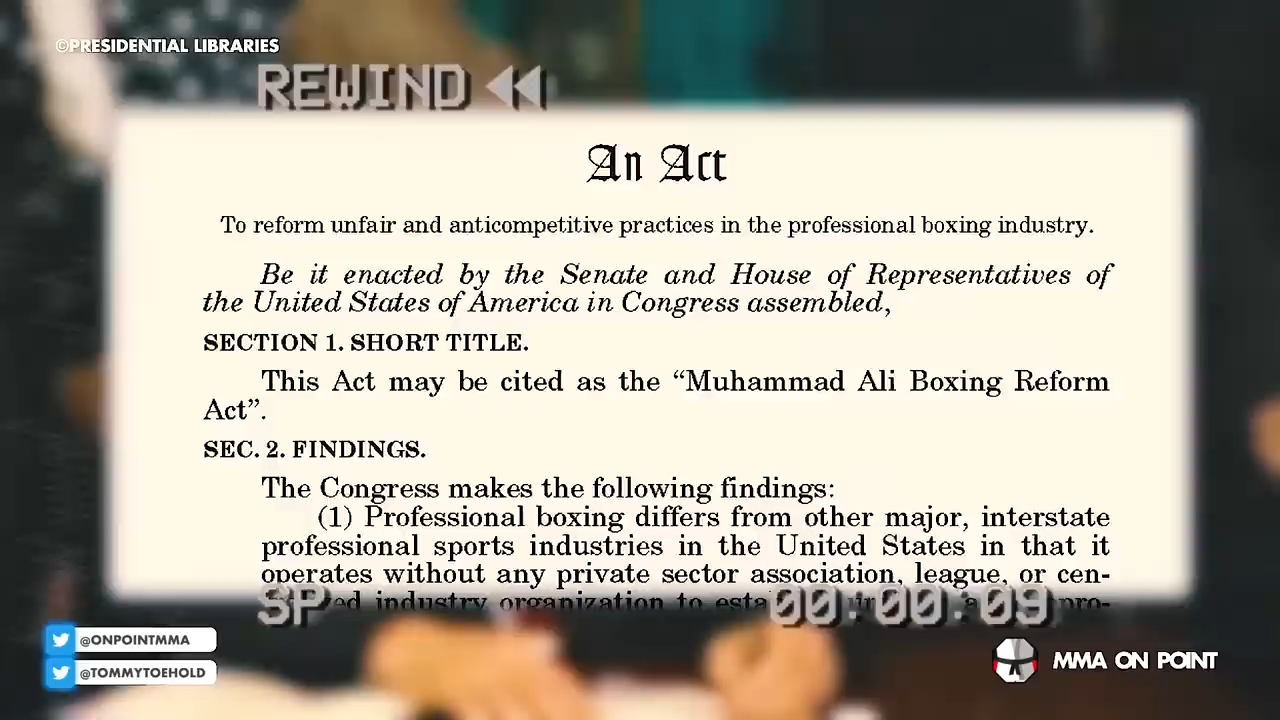 ©PRESIDENTIAL LIBRARIES
REWIND
An Act
To reform unfair and anticompetitive practices in the professional boxing industry.
Be it enacted by the Senate and House of Representatives of
the United States of America in Congress assembled,
SECTION 1. SHORT TITLE.
This Act may be cited as the “Muhammad Ali Boxing Reform
Act”.
SEC. 2. FINDINGS.
The Congress makes the following findings:
(1) Professional boxing differs from other major, interstate
professional sports industries in the United States in that it
operates without any private sector association, league, or cen-
industry organization to
SP 00:00:09
@ONPOINTMMA
@TOMMYTOEHOLD
MMA ON POINT